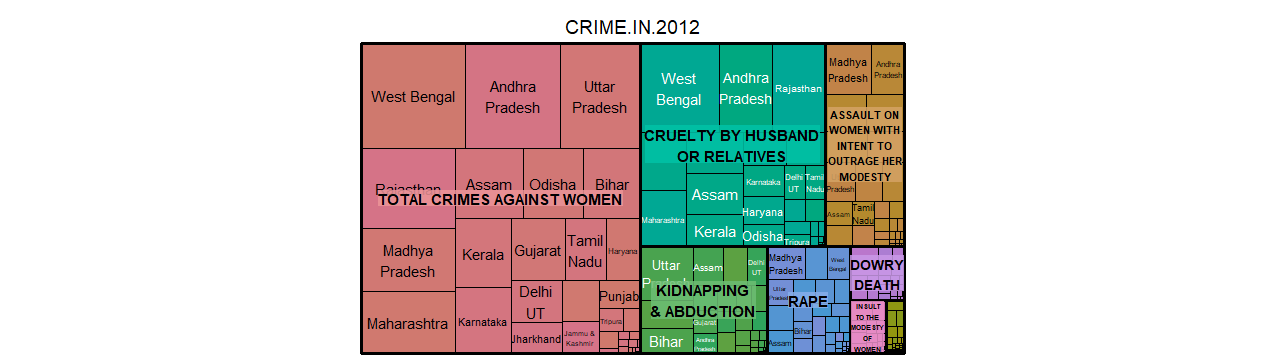 CRIME.IN.2012
West Bengal
Andhra
Pradesh
Uttar
Pradesh
Rajasthan
Assam
Odisha
Bihar
TOTAL CRIMES AGAINST WOMEN
Madhya
Pradesh
Maharashtra
Kerala
Karnataka
Gujarat
Tamil
Nadu
Haryana
Delhi
UT
Jharkhand
Punjab
Tripura
Jammu &
Kashmir
West
Bengal
Andhra
Pradesh
Rajasthan
CRUELTY BY HUSBAND
OR RELATIVES
Maharashtra
Assam
Kerala
Karnataka
Haryana
Odisha
Delhi
UT
Tamil
Nadu
Tripura
Madhya
Pradesh
Andhra
Pradesh
ASSAULT ON
WOMEN WITH
INTENT TO
OUTRAGE HER
MODESTY
Pradesh
Assam
Tamil
Nadu
Uttar
Assam
Delhi
UT
KIDNAPPING
& ABDUCTION
Bihar
Gujarat
Andhra
Pradesh
Madhya
Pradesh
West
Bengal
Uttar
Pradesh
RAPE
Bihar
Assam
DOWRY
DEATH
INSULT
TO THE
MODESTY
OF
WOMEN